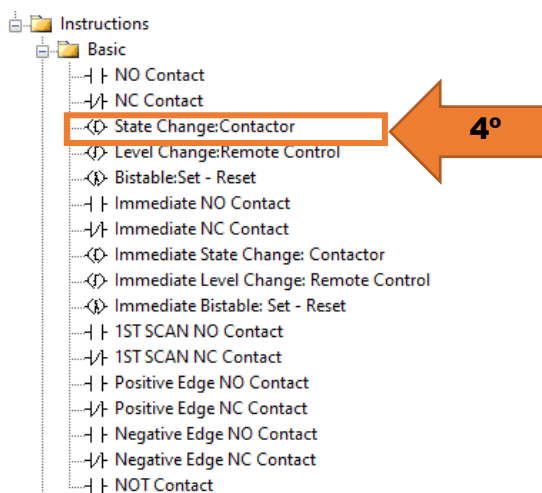 Instructions
Basic
NO Contact
NC Contact
State Change:Contactor
4º
Level Change:Remote Control
Bistable:Set - Reset
Immediate NO Contact
Immediate NC Contact
Immediate State Change: Contactor
Immediate Level Change: Remote Control
Immediate Bistable: Set - Reset
1ST SCAN NO Contact
1ST SCAN NC Contact
Positive Edge NO Contact
Positive Edge NC Contact
Negative Edge NO Contact
Negative Edge NC Contact
NOT Contact